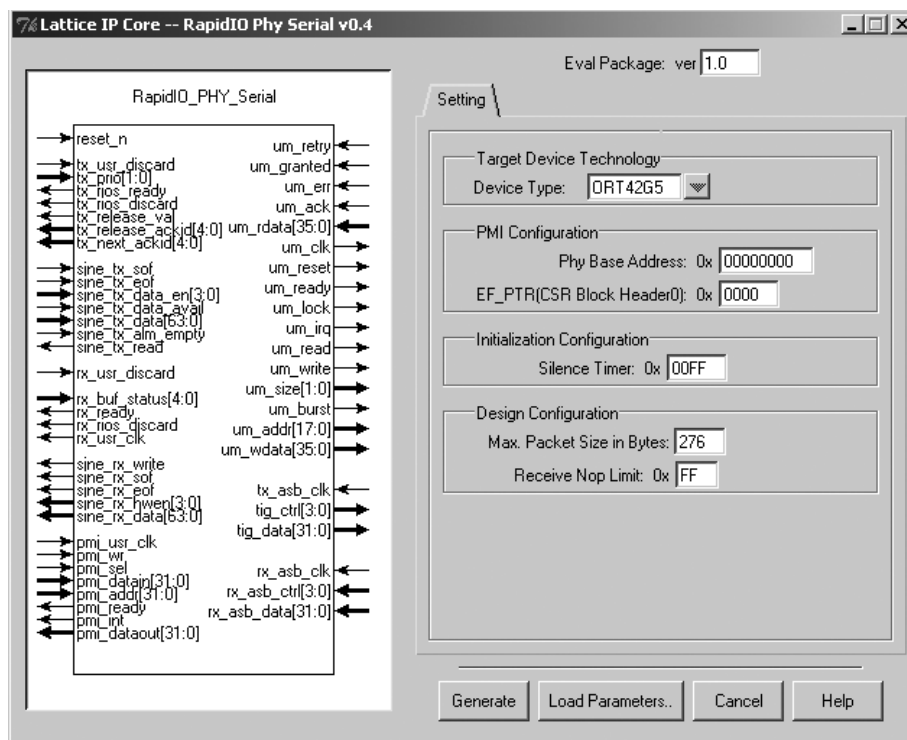 Lattice IP Core -- RapidIO Phy Serial v0.4
RapidIO_PHY_Serial
reset_n
tx_usr_discard
tx_prio[1:0]
tx_rios_ready
tx_rios_discard
tx_release_val
tx_release_ackid[4:0]
tx_next_ackid[4:0]
sine_tx_sof
sine_tx_eof
sine_tx_data_en[3:0]
sine_tx_data_avail
sine_tx_data[63:0]
sine_tx_alm_empty
sine_tx_read
rx_usr_discard
rx_buf_status[4:0]
rx_ready
rx_rios_discard
rx_usr_clk
sine_rx_write
sine_rx_sof
sine_rx_eof
sine_rx_hwen[3:0]
sine_rx_data[63:0]
pmi_usr_clk
pmi_wr
pmi_sel
pmi_datain[31:0]
pmi_addr[31:0]
pmi_ready
pmi_int
pmi_dataout[31:0]
um_retry
um_granted
um_err
um_ack
um_rdata[35:0]
um_clk
um_reset
um_ready
um_lock
um_irq
um_read
um_write
um_size[1:0]
um_burst
um_addr[17:0]
um_wdata[35:0]
tx_asb_clk
tig_ctrl[3:0]
tig_data[31:0]
rx_asb_clk
rx_asb_ctrl[3:0]
rx_asb_data[31:0]
Eval Package: ver 1.0
Setting
Target Device Technology
Device Type: ORT42G5
PMI Configuration
Phy Base Address: 0x 00000000
EF_PTR(CSR Block Header0): 0x 0000
Initialization Configuration
Silence Timer: 0x 00FF
Design Configuration
Max. Packet Size in Bytes: 276
Receive Nop Limit: 0x FF
Generate Load Parameters.. Cancel Help